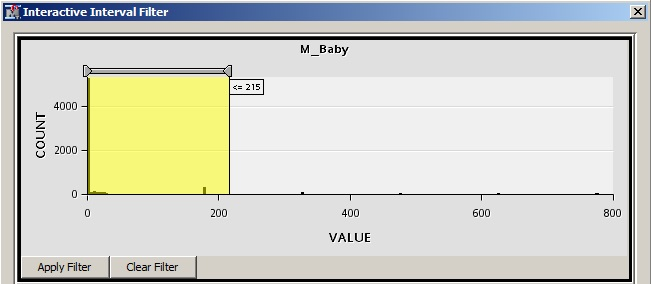 Interactive Interval Filter
M_Baby
<= 215
COUNT
4000
2000
0
0 200 400 600 800
VALUE
Apply Filter Clear Filter